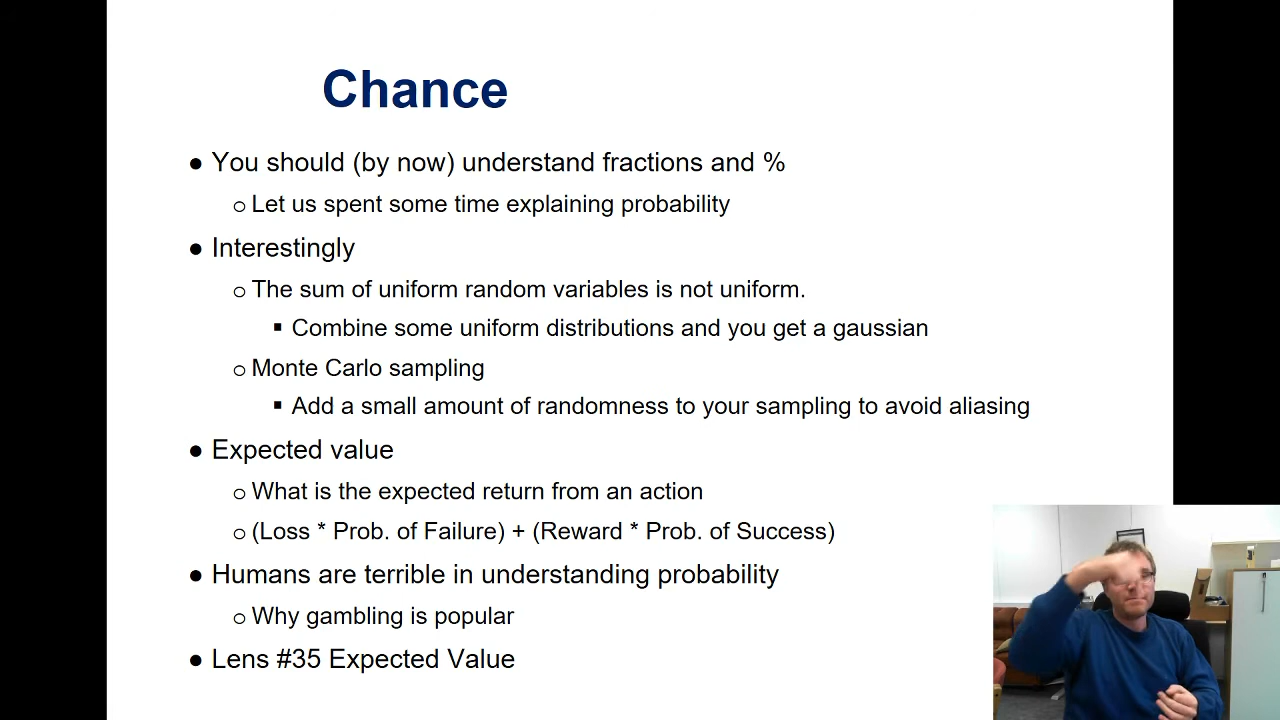 Chance
● You should (by now) understand fractions and %
o Let us spent some time explaining probability
● Interestingly
o The sum of uniform random variables is not uniform.
▪ Combine some uniform distributions and you get a gaussian
o Monte Carlo sampling
▪ Add a small amount of randomness to your sampling to avoid aliasing
● Expected value
o What is the expected return from an action
o (Loss * Prob. of Failure) + (Reward * Prob. of Success)
● Humans are terrible in understanding probability
o Why gambling is popular
● Lens #35 Expected Value